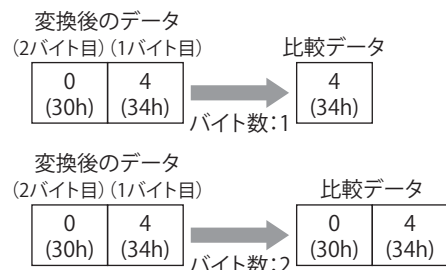 変換後のデータ
(2バイト目)(1バイト目) 比較データ
0 4 4
(30h) (34h) (34h)
バイト数:1
変換後のデータ
(2バイト目)(1バイト目) 比較データ
0 4 0 4
(30h) (34h) (30h) (34h)
バイト数:2